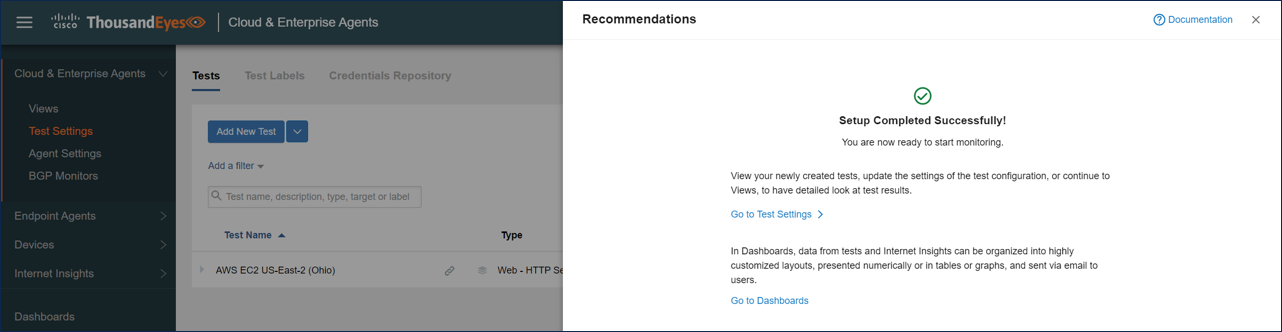 CISCO ThousandEyes Cloud & Enterprise Agents
Cloud & Enterprise Agents
Views
Test Settings
Agent Settings
BGP Monitors
Endpoint Agents
Devices
Internet Insights
Dashboards
Tests Test Labels Credentials Repository
Add New Test
Add a filter
Test name, description, type, target or label
Test Name Type
AWS EC2 US-East-2 (Ohio) Web - HTTP Se
Recommendations
Documentation
Setup Completed Successfully!
You are now ready to start monitoring.
View your newly created tests, update the settings of the test configuration, or continue to
Views, to have detailed look at test results.
Go to Test Settings
In Dashboards, data from tests and Internet Insights can be organized into highly
customized layouts, presented numerically or in tables or graphs, and sent via email to
users.
Go to Dashboards